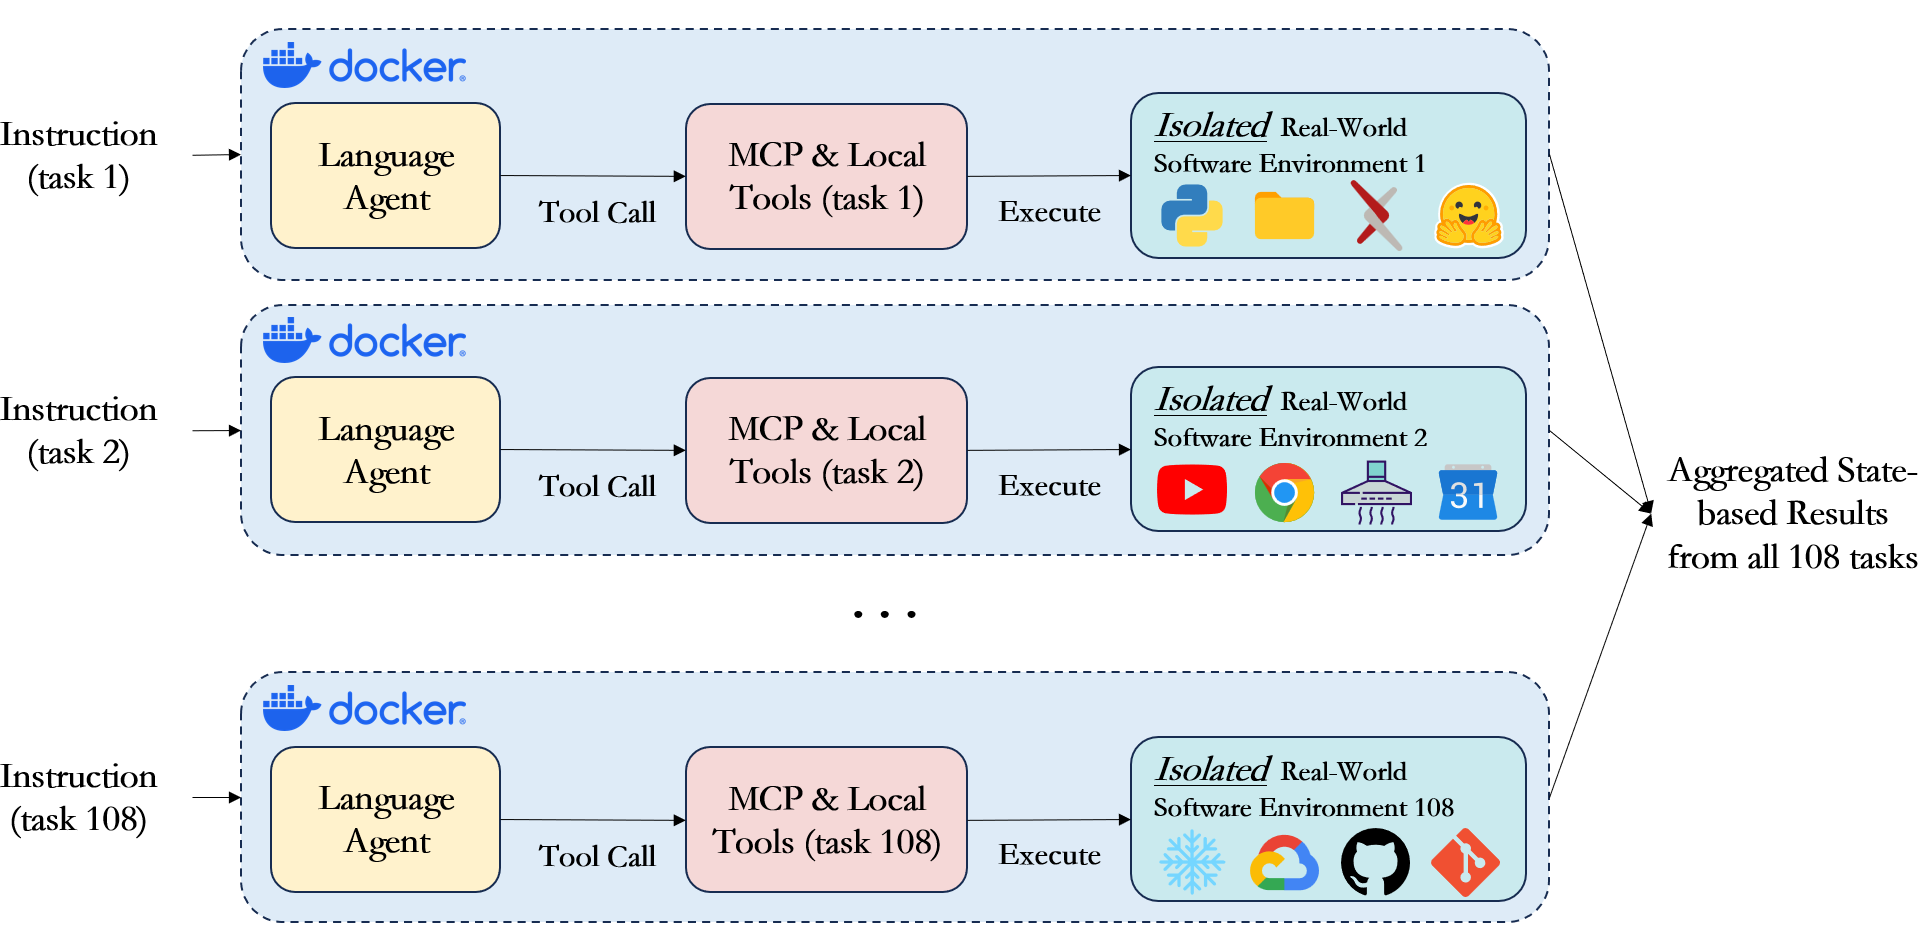 docker
Instruction
(task 1)
Language
Agent
Tool Call
MCP & Local
Tools (task 1)
Execute
Isolated Real-World
Software Environment 1
docker
Instruction
(task 2)
Language
Agent
Tool Call
MCP & Local
Tools (task 2)
Execute
Isolated Real-World
Software Environment 2
31
Aggregated State-
based Results
from all 108 tasks
...
docker
Instruction
(task 108)
Language
Agent
Tool Call
MCP & Local
Tools (task 108)
Execute
Isolated Real-World
Software Environment 108